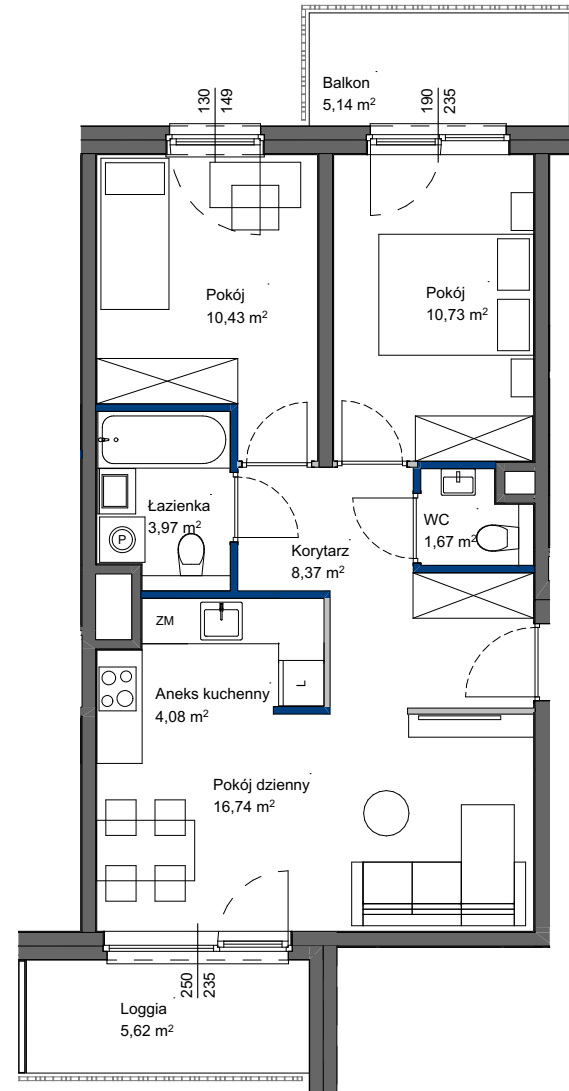 Balkon
5,14 m²
130
149
190
235
Pokój
10,43 m²
Pokój
10,73 m²
Łazienka
3,97 m²
P
WC
1,67 m²
Korytarz
8,37 m²
ZM
L
Aneks kuchenny
4,08 m²
Pokój dzienny
16,74 m²
250
235
Loggia
5,62 m²